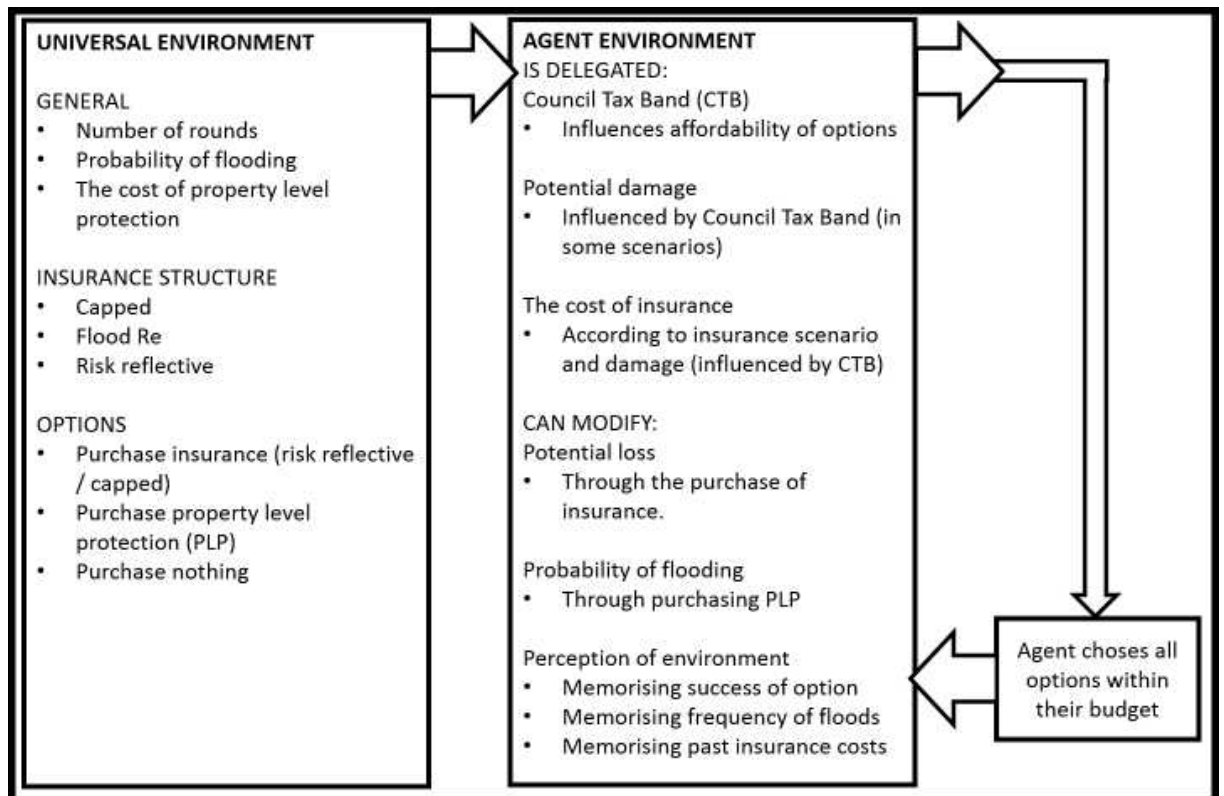 UNIVERSAL ENVIRONMENT
GENERAL
• Number of rounds
• Probability of flooding
• The cost of property level
protection
INSURANCE STRUCTURE
• Capped
• Flood Re
• Risk reflective
OPTIONS
• Purchase insurance (risk reflective
/ capped)
• Purchase property level
protection (PLP)
• Purchase nothing
AGENT ENVIRONMENT
IS DELEGATED:
Council Tax Band (CTB)
• Influences affordability of options
Potential damage
• Influenced by Council Tax Band (in
some scenarios)
The cost of insurance
• According to insurance scenario
and damage (influenced by CTB)
CAN MODIFY:
Potential loss
• Through the purchase of
insurance.
Probability of flooding
• Through purchasing PLP
Perception of environment
• Memorising success of option
• Memorising frequency of floods
• Memorising past insurance costs
Agent choses all
options within
their budget